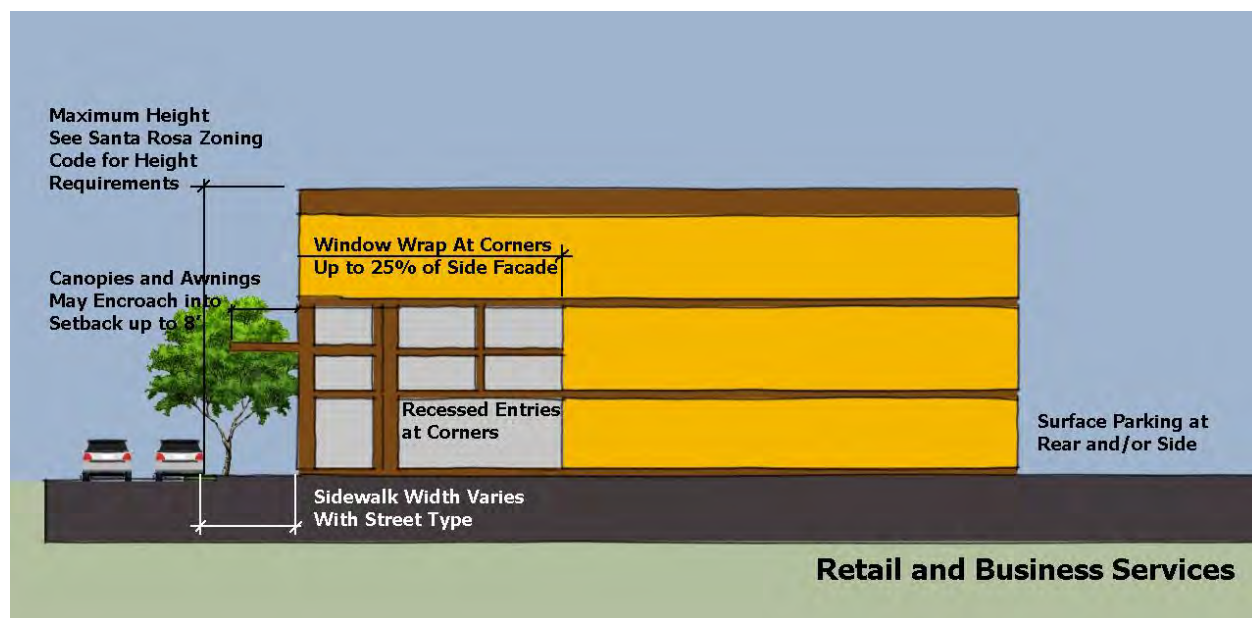 Maximum Height
See Santa Rosa Zoning
Code for Height
Requirements
Window Wrap At Corners
Up to 25% of Side Facade
Canopies and Awnings
May Encroach into
Setback up to 8'
Recessed Entries
at Corners
Surface Parking at
Rear and/or Side
Sidewalk Width Varies
With Street Type
Retail and Business Services